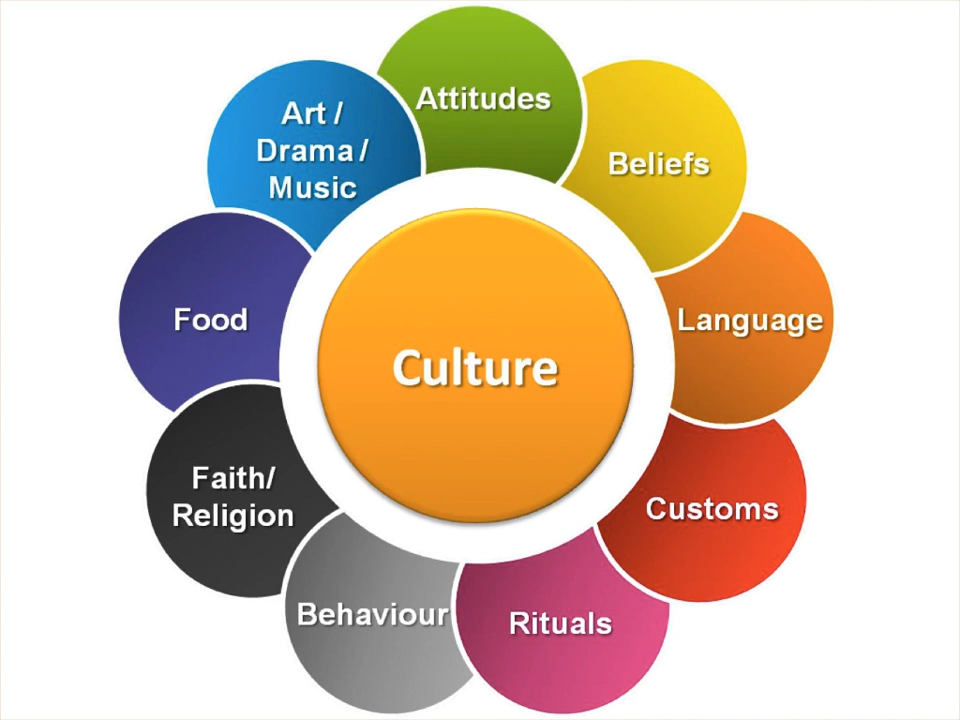 Attitudes
Beliefs
Language
Customs
Rituals
Behaviour
Faith/
Religion
Food
Art /
Drama /
Music
Culture